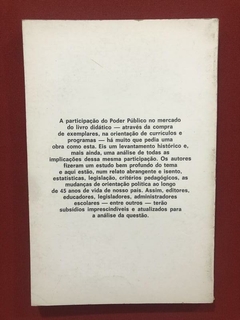 A participação do Poder Público no mercado
do livro didático — através da compra
de exemplares, na orientação de currículos e
programas — há muito que pedia uma
obra como esta. Eis um levantamento histórico e,
mais ainda, uma análise de todas as
implicações dessa mesma participação. Os autores
fizeram um estudo bem profundo do tema
e aqui estão, num relato abrangente e isento,
estatísticas, legislação, critérios pedagógicos, as
mudanças de orientação política ao longo
de 45 anos de vida de nosso país. Assim, editores,
educadores, legisladores, administradores
escolares — entre outros — terão
subsídios imprescindíveis e atualizados para
a análise da questão.